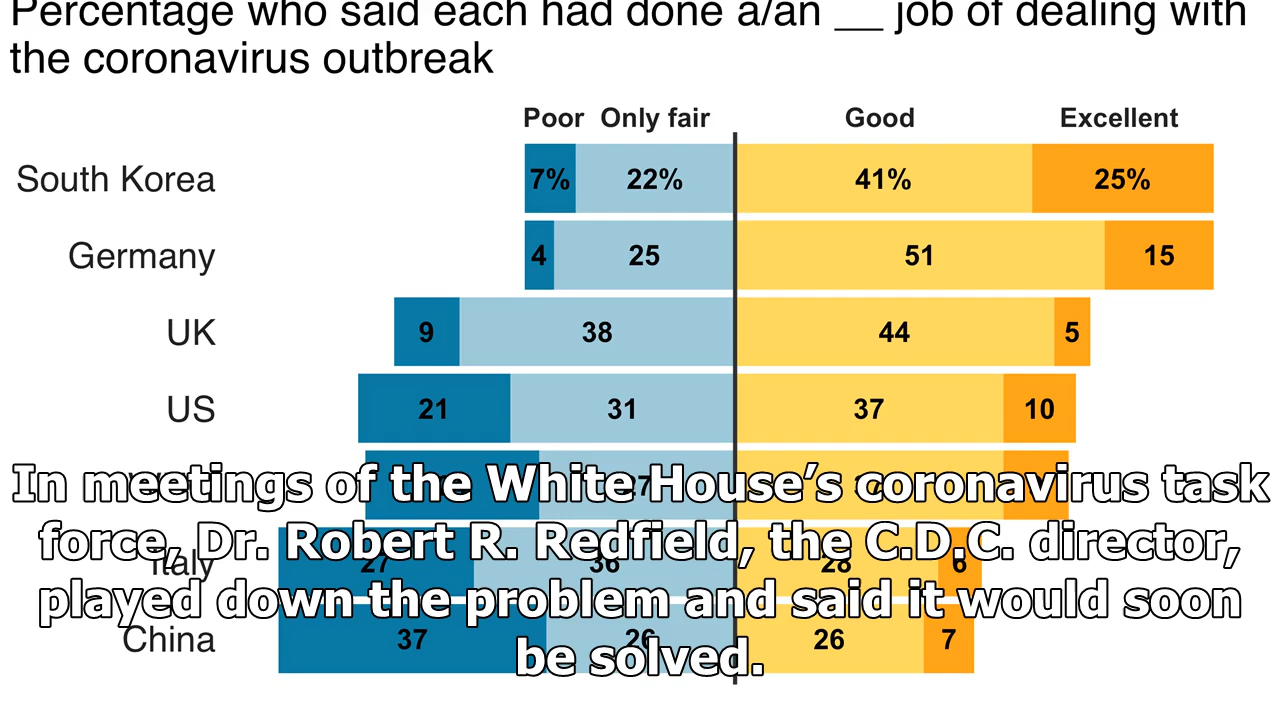 Percentage who said each had done a/an __ job of dealing with
the coronavirus outbreak
Poor Only fair Good Excellent
South Korea 7% 22% 41% 25%
Germany 4 25 51 15
UK 9 38 44 5
US 21 31 37 10
In meetings of the White House’s coronavirus task
force, Dr. Robert R. Redfield, the C.D.C. director,
Italy 27 36 28 6
played down the problem and said it would soon
China 37 26 26 7
be solved.